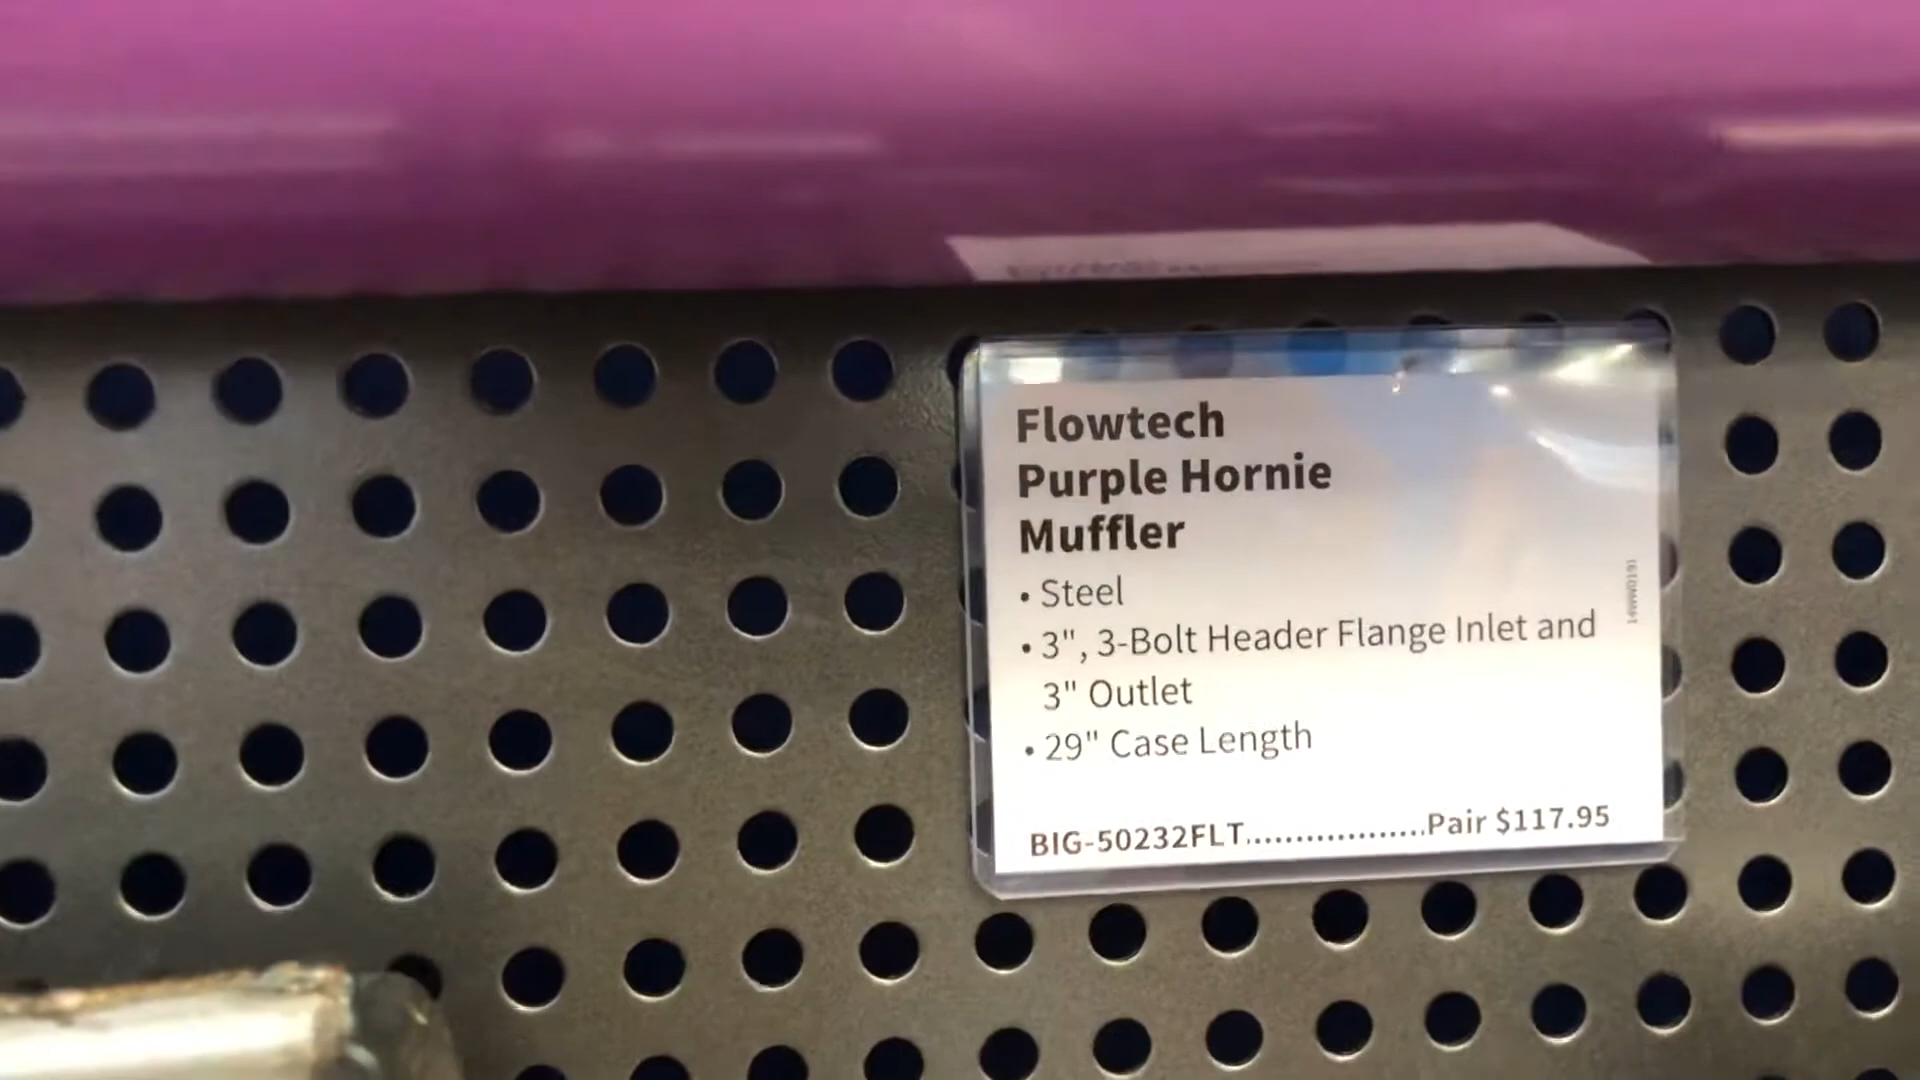 Flowtech
Purple Hornie
Muffler
• Steel
• 3", 3-Bolt Header Flange Inlet and
3" Outlet
• 29" Case Length
BIG-50232FLT.................Pair $117.95